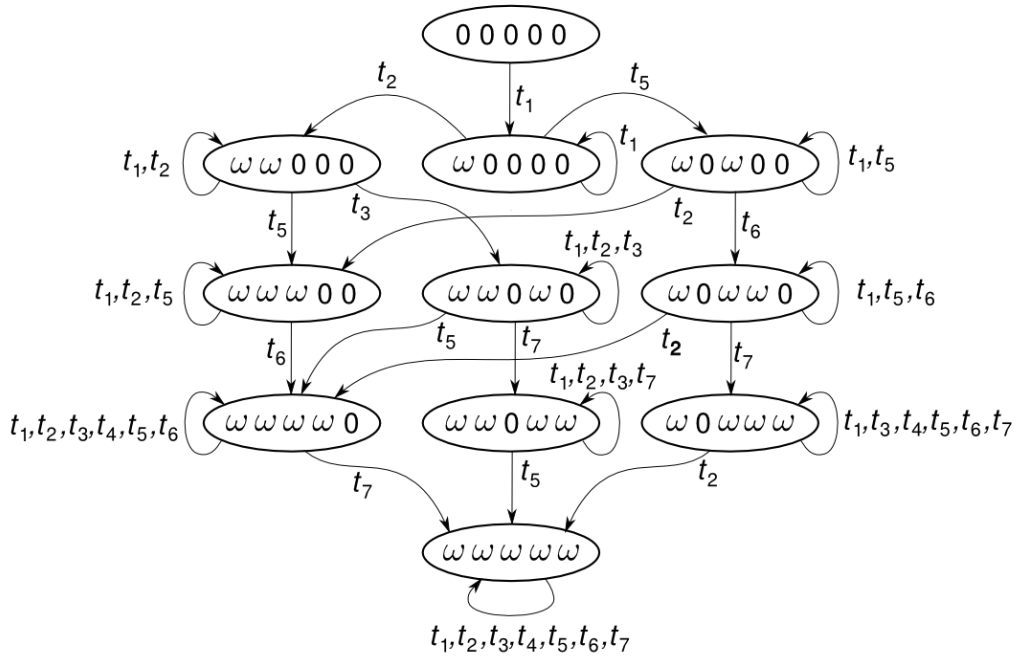 0 0 0 0 0
t₂
t₅
t₁
t₁,t₂
ω ω 0 0 0
ω 0 0 0 0
t₁
ω 0 ω 0 0
t₁,t₅
t₅
t₃
t₂
t₆
t₁,t₂,t₅
ω ω ω 0 0
ω ω 0 ω 0
t₁,t₂,t₃
ω 0 ω ω 0
t₁,t₅,t₆
t₆
t₅
t₇
t₂
t₇
t₁,t₂,t₃,t₄,t₅,t₆
ω ω ω ω 0
ω ω 0 ω ω
t₁,t₂,t₃,t₇
ω 0 ω ω ω
t₁,t₃,t₄,t₅,t₆,t₇
t₇
t₅
t₂
ω ω ω ω ω
t₁,t₂,t₃,t₄,t₅,t₆,t₇